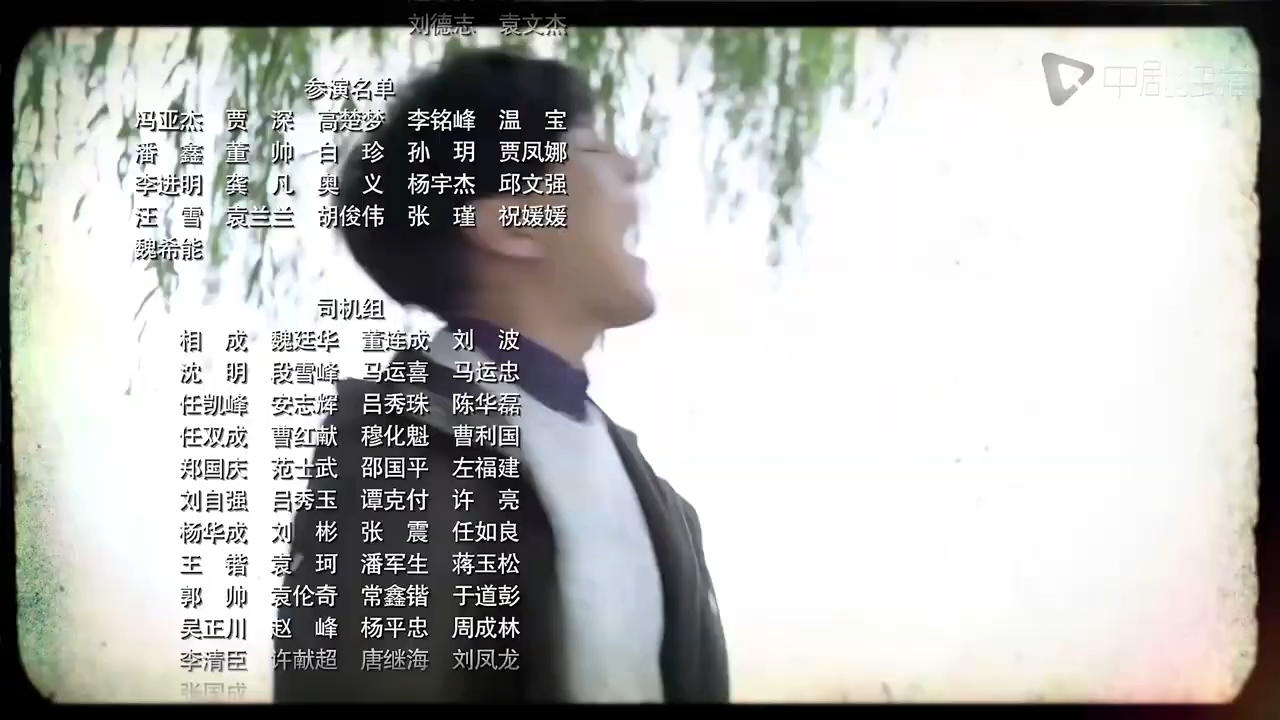 刘德志 袁文杰
参演名单
冯亚杰 贾 深 高楚梦 李铭峰 温 宝
潘 鑫 董 帅 白 珍 孙 玥 贾凤娜
李进明 龚 凡 奥 义 杨宇杰 邱文强
汪 雪 袁兰兰 胡俊伟 张 瑾 祝媛媛
魏希能
司机组
相 成 魏廷华 董连成 刘 波
沈 明 段雪峰 马运喜 马运忠
任凯峰 安志辉 吕秀珠 陈华磊
任双成 曹红献 穆化魁 曹利国
郑国庆 范士武 邵国平 左福建
刘自强 吕秀玉 谭克付 许 亮
杨华成 刘 彬 张 震 任如良
王 锴 袁 珂 潘军生 蒋玉松
郭 帅 袁伦奇 常鑫锴 于道彭
吴正川 赵 峰 杨平忠 周成林
李清臣 许献超 唐继海 刘凤龙
张国成